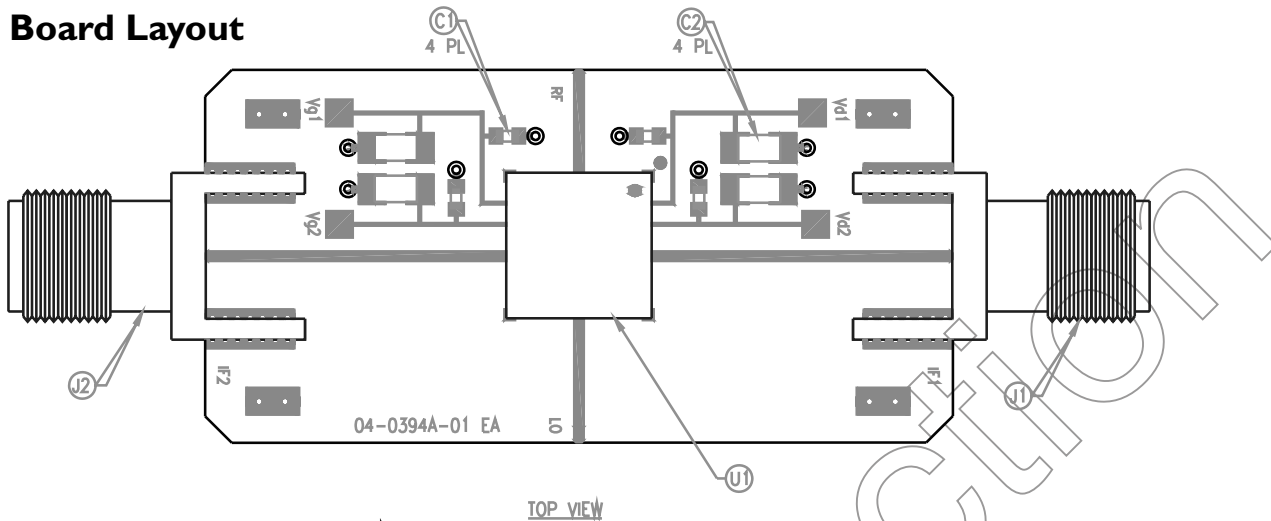 Board Layout
C1
4 PL
C2
4 PL
RF
Vg1
Vd1
Vg2
Vd2
J2
IF2
IF1
J1
04-0394A-01 EA
LO
U1
TOP VIEW
ction